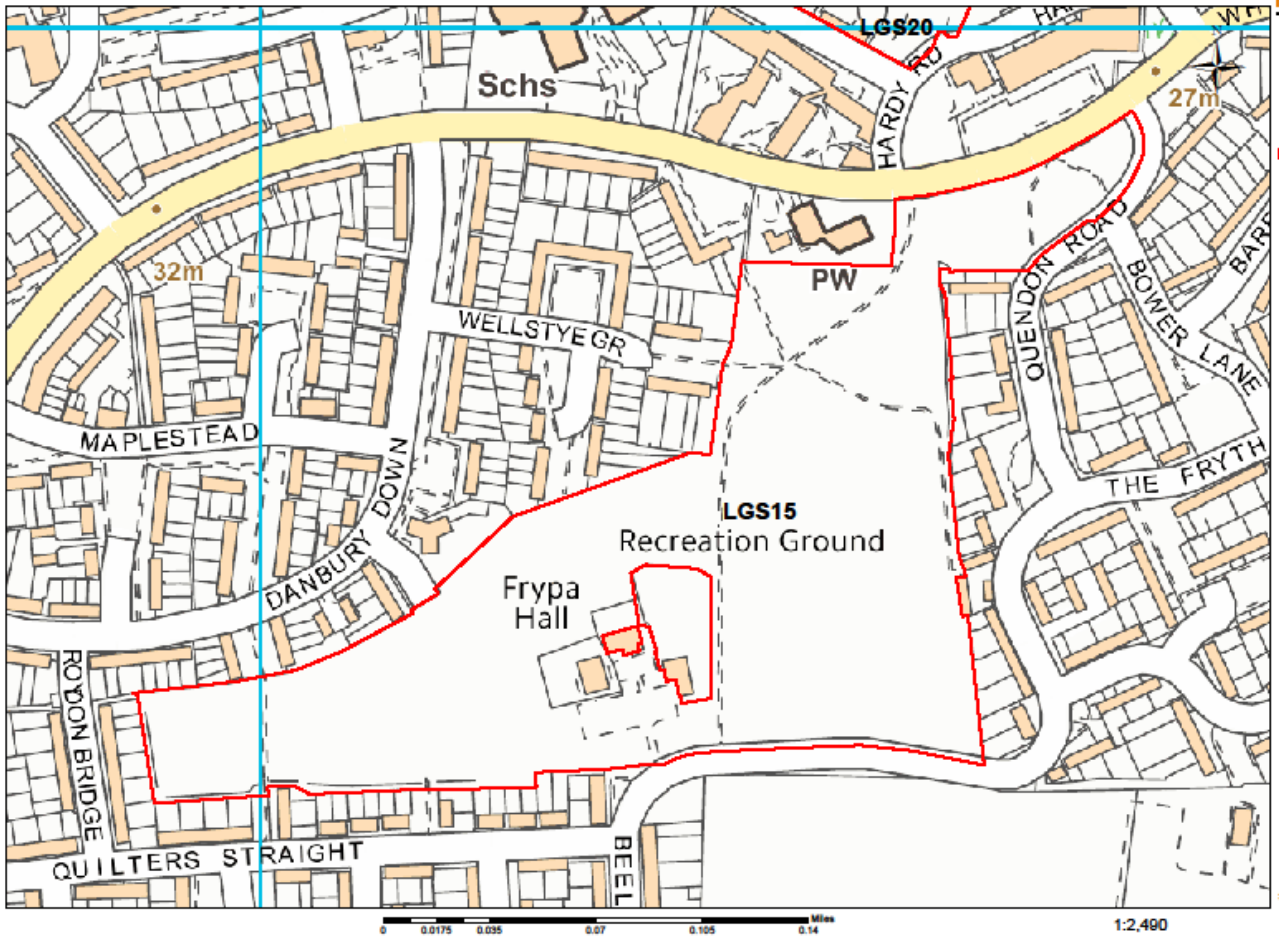 LGS20
HARDY RD
27m
Schs
PW
32m
QUENDON ROAD
BOWER LANE
WELLSTYE GR
MAPLESTEAD
DANBURY DOWN
THE FRYTH
LGS15
Recreation Ground
Frypa
Hall
ROYDON BRIDGE
QUILTERS STRAIGHT
BEEL
0 0.0175 0.035 0.07 0.105 0.14 Miles
1:2,490